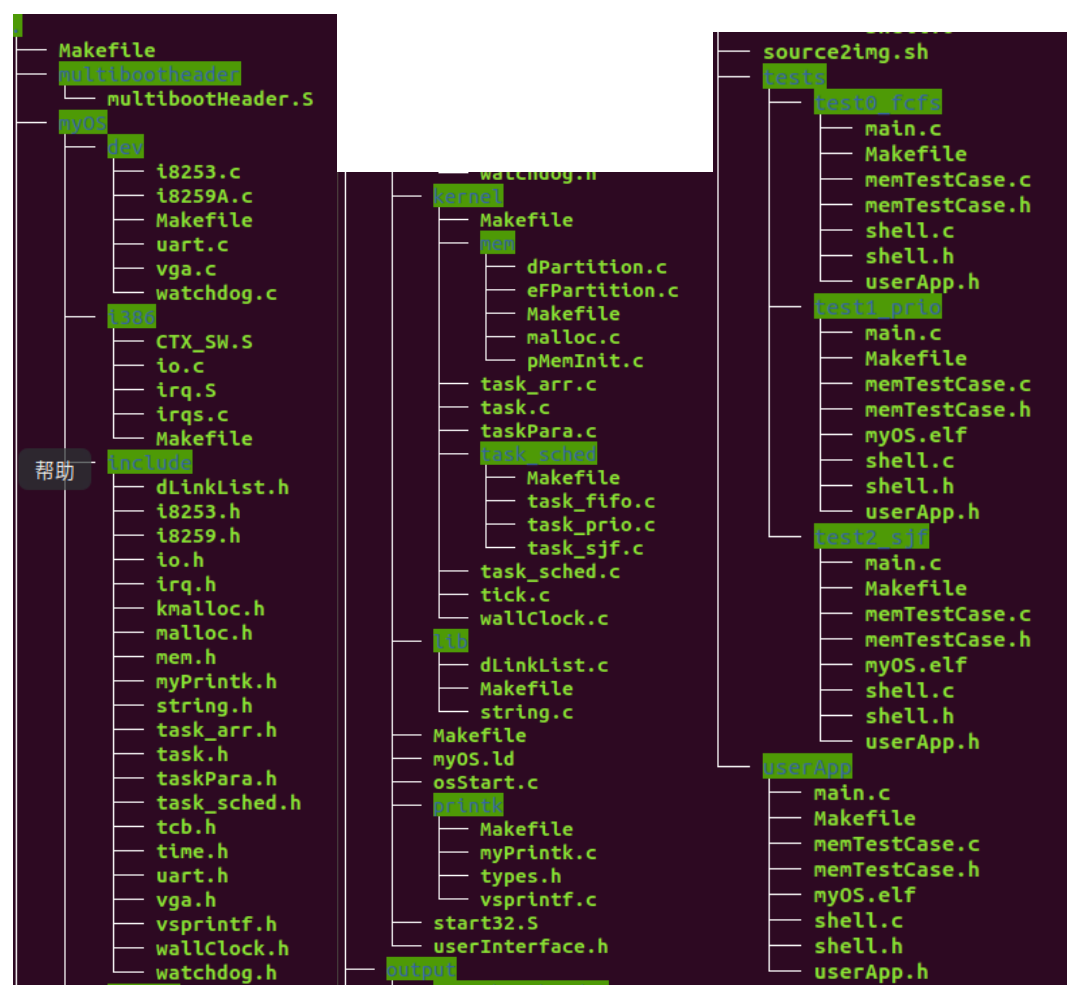 .
Makefile
multibootheader
multibootHeader.S
myOS
dev
i8253.c
i8259A.c
Makefile
uart.c
vga.c
watchdog.c
i386
CTX_SW.S
io.c
irq.S
irqs.c
Makefile
帮助
include
dLinkList.h
i8253.h
i8259.h
io.h
irq.h
kmalloc.h
malloc.h
mem.h
myPrintk.h
string.h
task_arr.h
task.h
taskPara.h
task_sched.h
tcb.h
time.h
uart.h
vga.h
vsprintf.h
wallClock.h
watchdog.h
watchdog.h
kernel
Makefile
mem
dPartition.c
eFPartition.c
Makefile
malloc.c
pMemInit.c
task_arr.c
task.c
taskPara.c
task_sched
Makefile
task_fifo.c
task_prio.c
task_sjf.c
task_sched.c
tick.c
wallClock.c
lib
dLinkList.c
Makefile
string.c
Makefile
myOS.ld
osStart.c
printk
Makefile
myPrintk.c
types.h
vsprintf.c
start32.S
userInterface.h
output
source2img.sh
tests
test0_fcfs
main.c
Makefile
memTestCase.c
memTestCase.h
shell.c
shell.h
userApp.h
test1_prio
main.c
Makefile
memTestCase.c
memTestCase.h
myOS.elf
shell.c
shell.h
userApp.h
test2_sjf
main.c
Makefile
memTestCase.c
memTestCase.h
myOS.elf
shell.c
shell.h
userApp.h
userApp
main.c
Makefile
memTestCase.c
memTestCase.h
myOS.elf
shell.c
shell.h
userApp.h